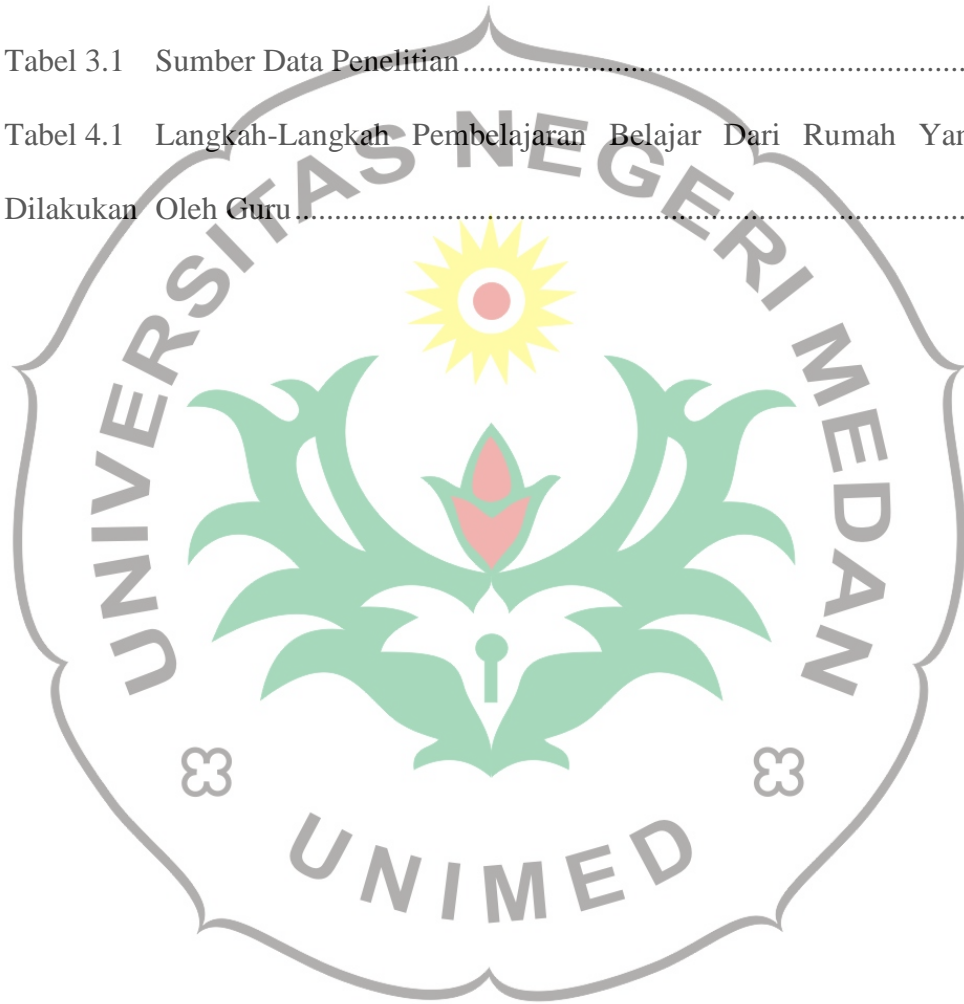 Tabel 3.1 Sumber Data Penelitian
Tabel 4.1 Langkah-Langkah Pembelajaran Belajar Dari Rumah
Dilakukan Oleh Guru
UNIVERSITAS NEGERI MEDAN
UNIMED